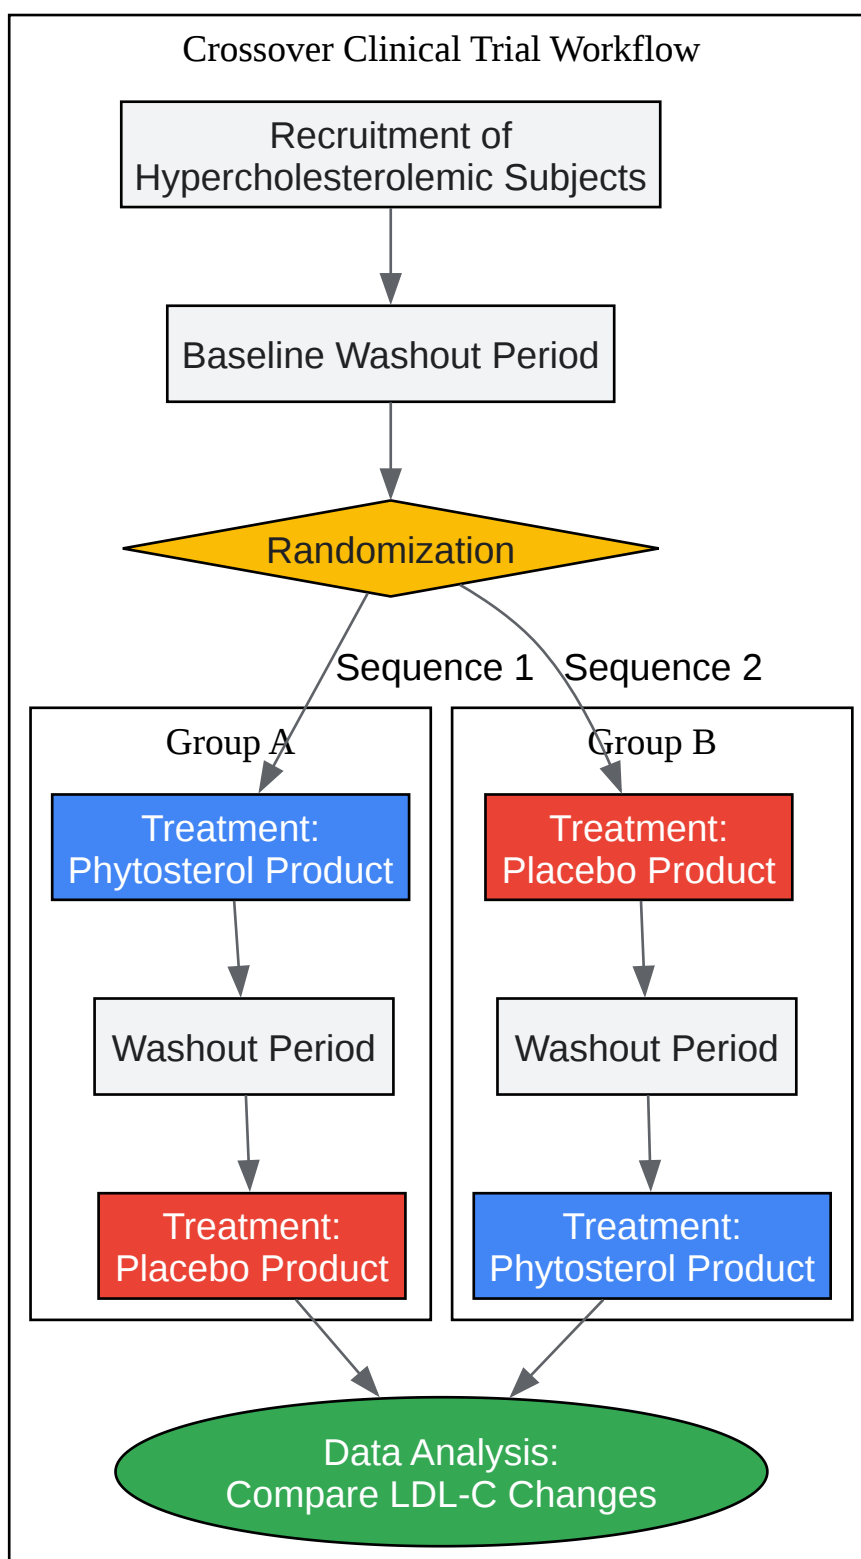 Crossover Clinical Trial Workflow
Recruitment of
Hypercholesterolemic Subjects
Baseline Washout Period
Randomization
Sequence 1
Sequence 2
Group A
Treatment:
Phytosterol Product
Washout Period
Treatment:
Placebo Product
Group B
Treatment:
Placebo Product
Washout Period
Treatment:
Phytosterol Product
Data Analysis:
Compare LDL-C Changes